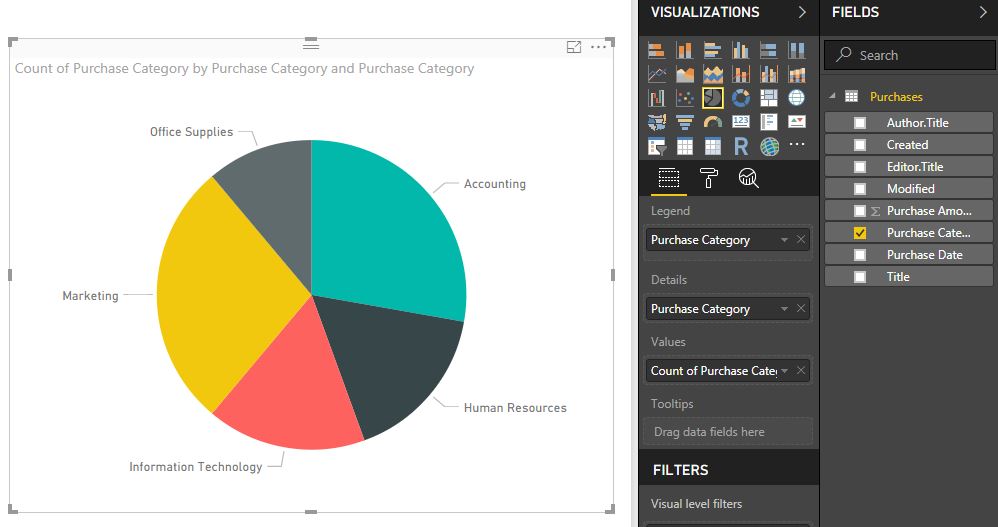 Count of Purchase Category by Purchase Category and Purchase Category
Office Supplies
Accounting
Marketing
Human Resources
Information Technology
VISUALIZATIONS
123
R
Legend
Purchase Category
Details
Purchase Category
Values
Count of Purchase Cate
Tooltips
Drag data fields here
FILTERS
Visual level filters
FIELDS
Search
Purchases
Author.Title
Created
Editor.Title
Modified
Σ Purchase Amo...
Purchase Cate...
Purchase Date
Title